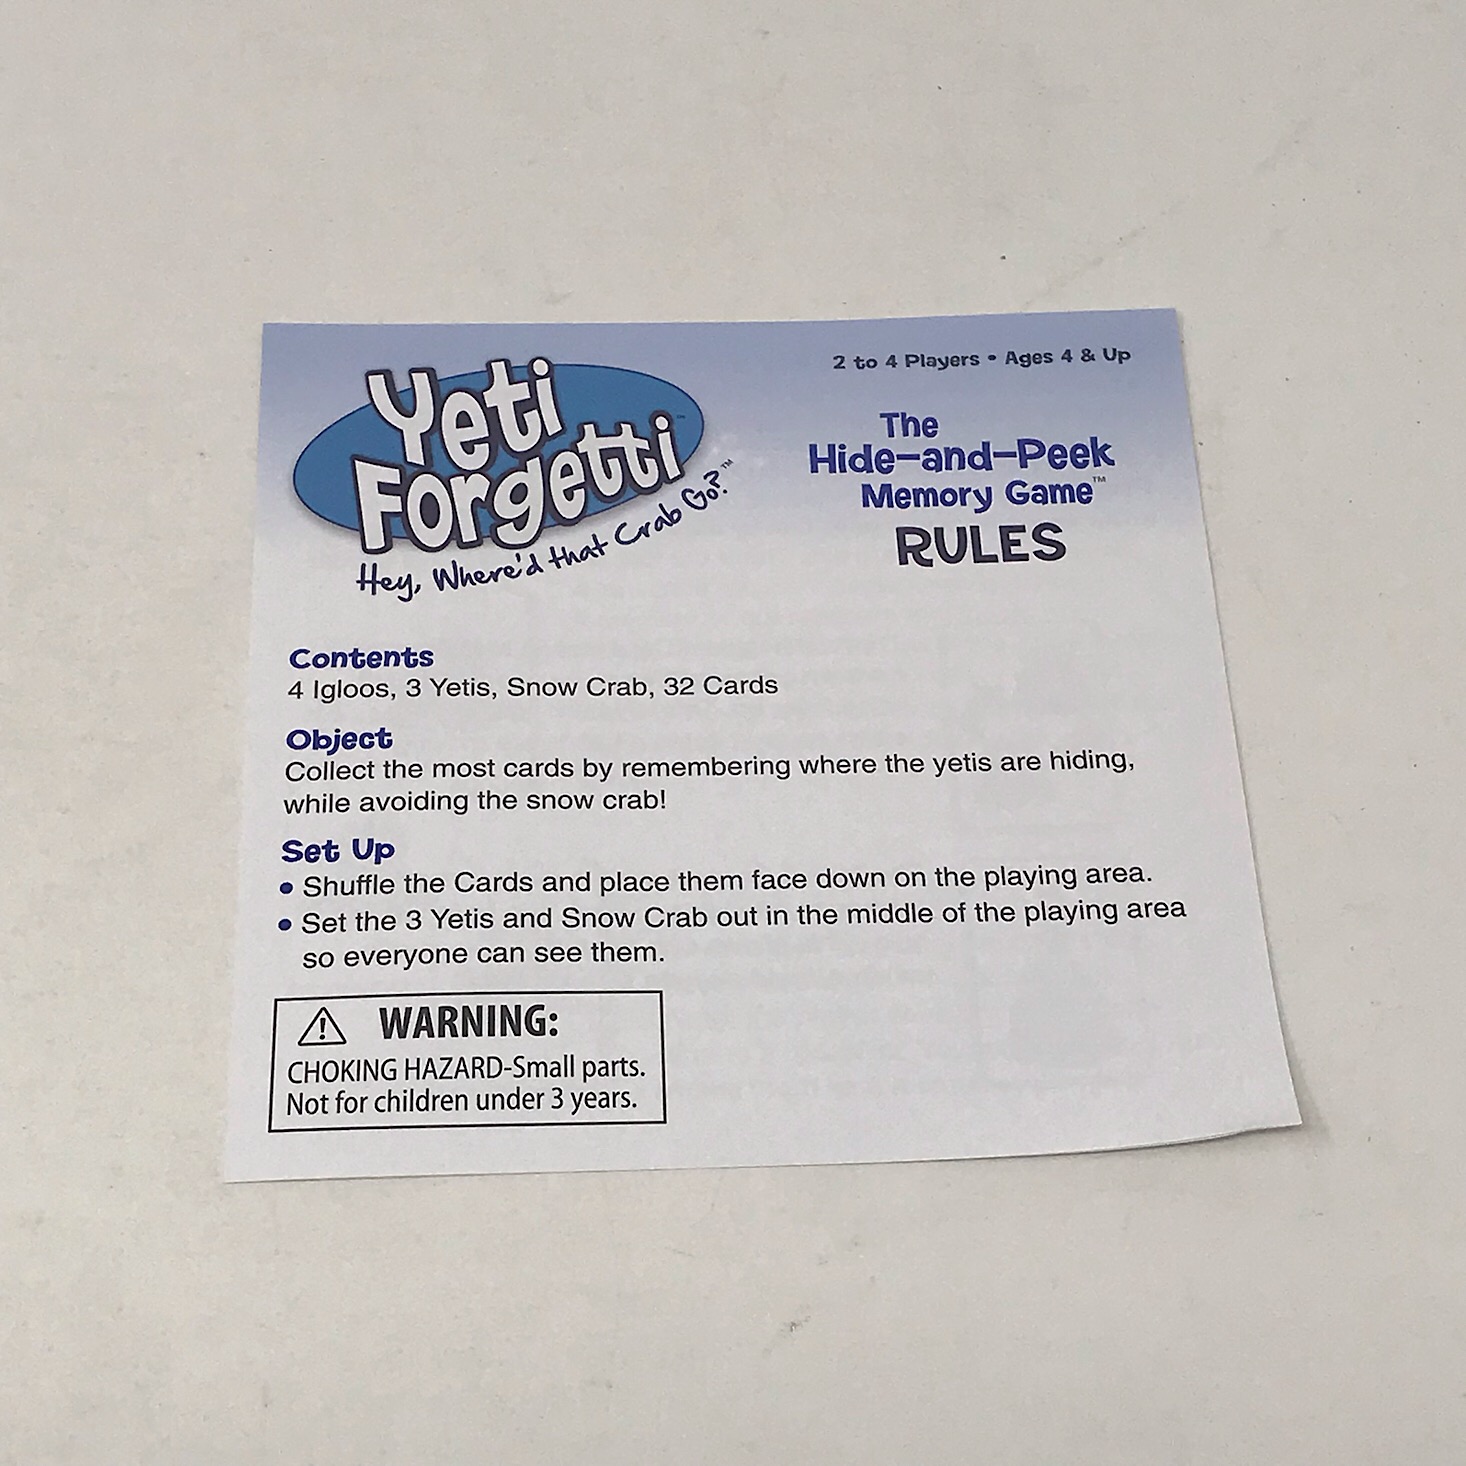 Yeti
Forgetti™
Hey, Where'd that Crab Go?™
2 to 4 Players • Ages 4 & Up
The
Hide-and-Peek
Memory Game™
RULES
Contents
4 Igloos, 3 Yetis, Snow Crab, 32 Cards
Object
Collect the most cards by remembering where the yetis are hiding,
while avoiding the snow crab!
Set Up
• Shuffle the Cards and place them face down on the playing area.
• Set the 3 Yetis and Snow Crab out in the middle of the playing area
so everyone can see them.
⚠ WARNING:
CHOKING HAZARD-Small parts.
Not for children under 3 years.